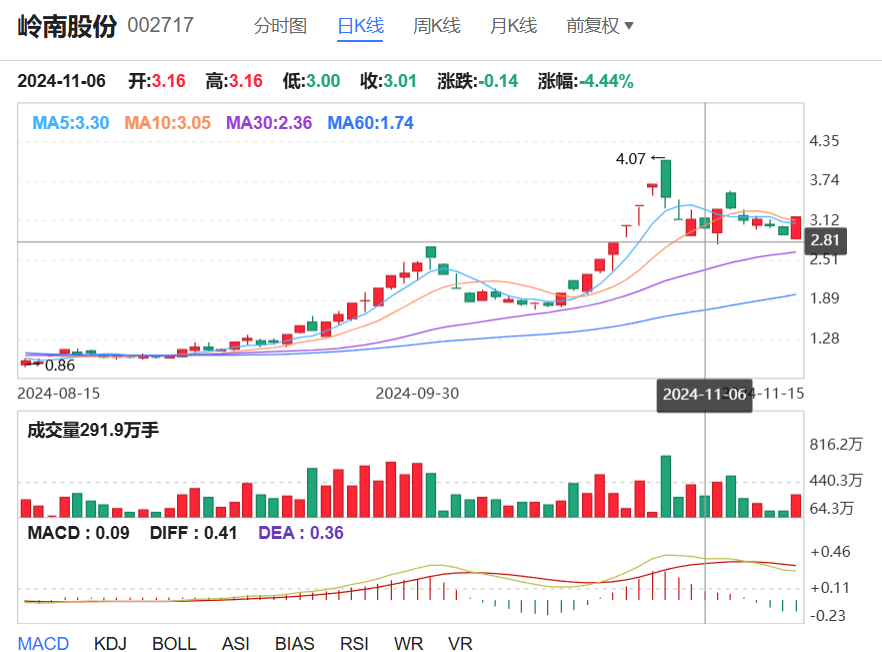 岭南股份 002717 分时图 日K线 周K线 月K线 前复权▼
2024-11-06 开:3.16 高:3.16 低:3.00 收:3.01 涨跌:-0.14 涨幅:-4.44%
MA5:3.30 MA10:3.05 MA30:2.36 MA60:1.74
4.35
4.07←
3.74
3.12
2.81
2.51
1.89
1.28
0.86
2024-08-15 2024-09-30 2024-11-06 -11-15
成交量291.9万手
816.2万
440.3万
64.3万
MACD : 0.09 DIFF : 0.41 DEA : 0.36
+0.46
+0.11
-0.23
MACD KDJ BOLL ASI BIAS RSI WR VR